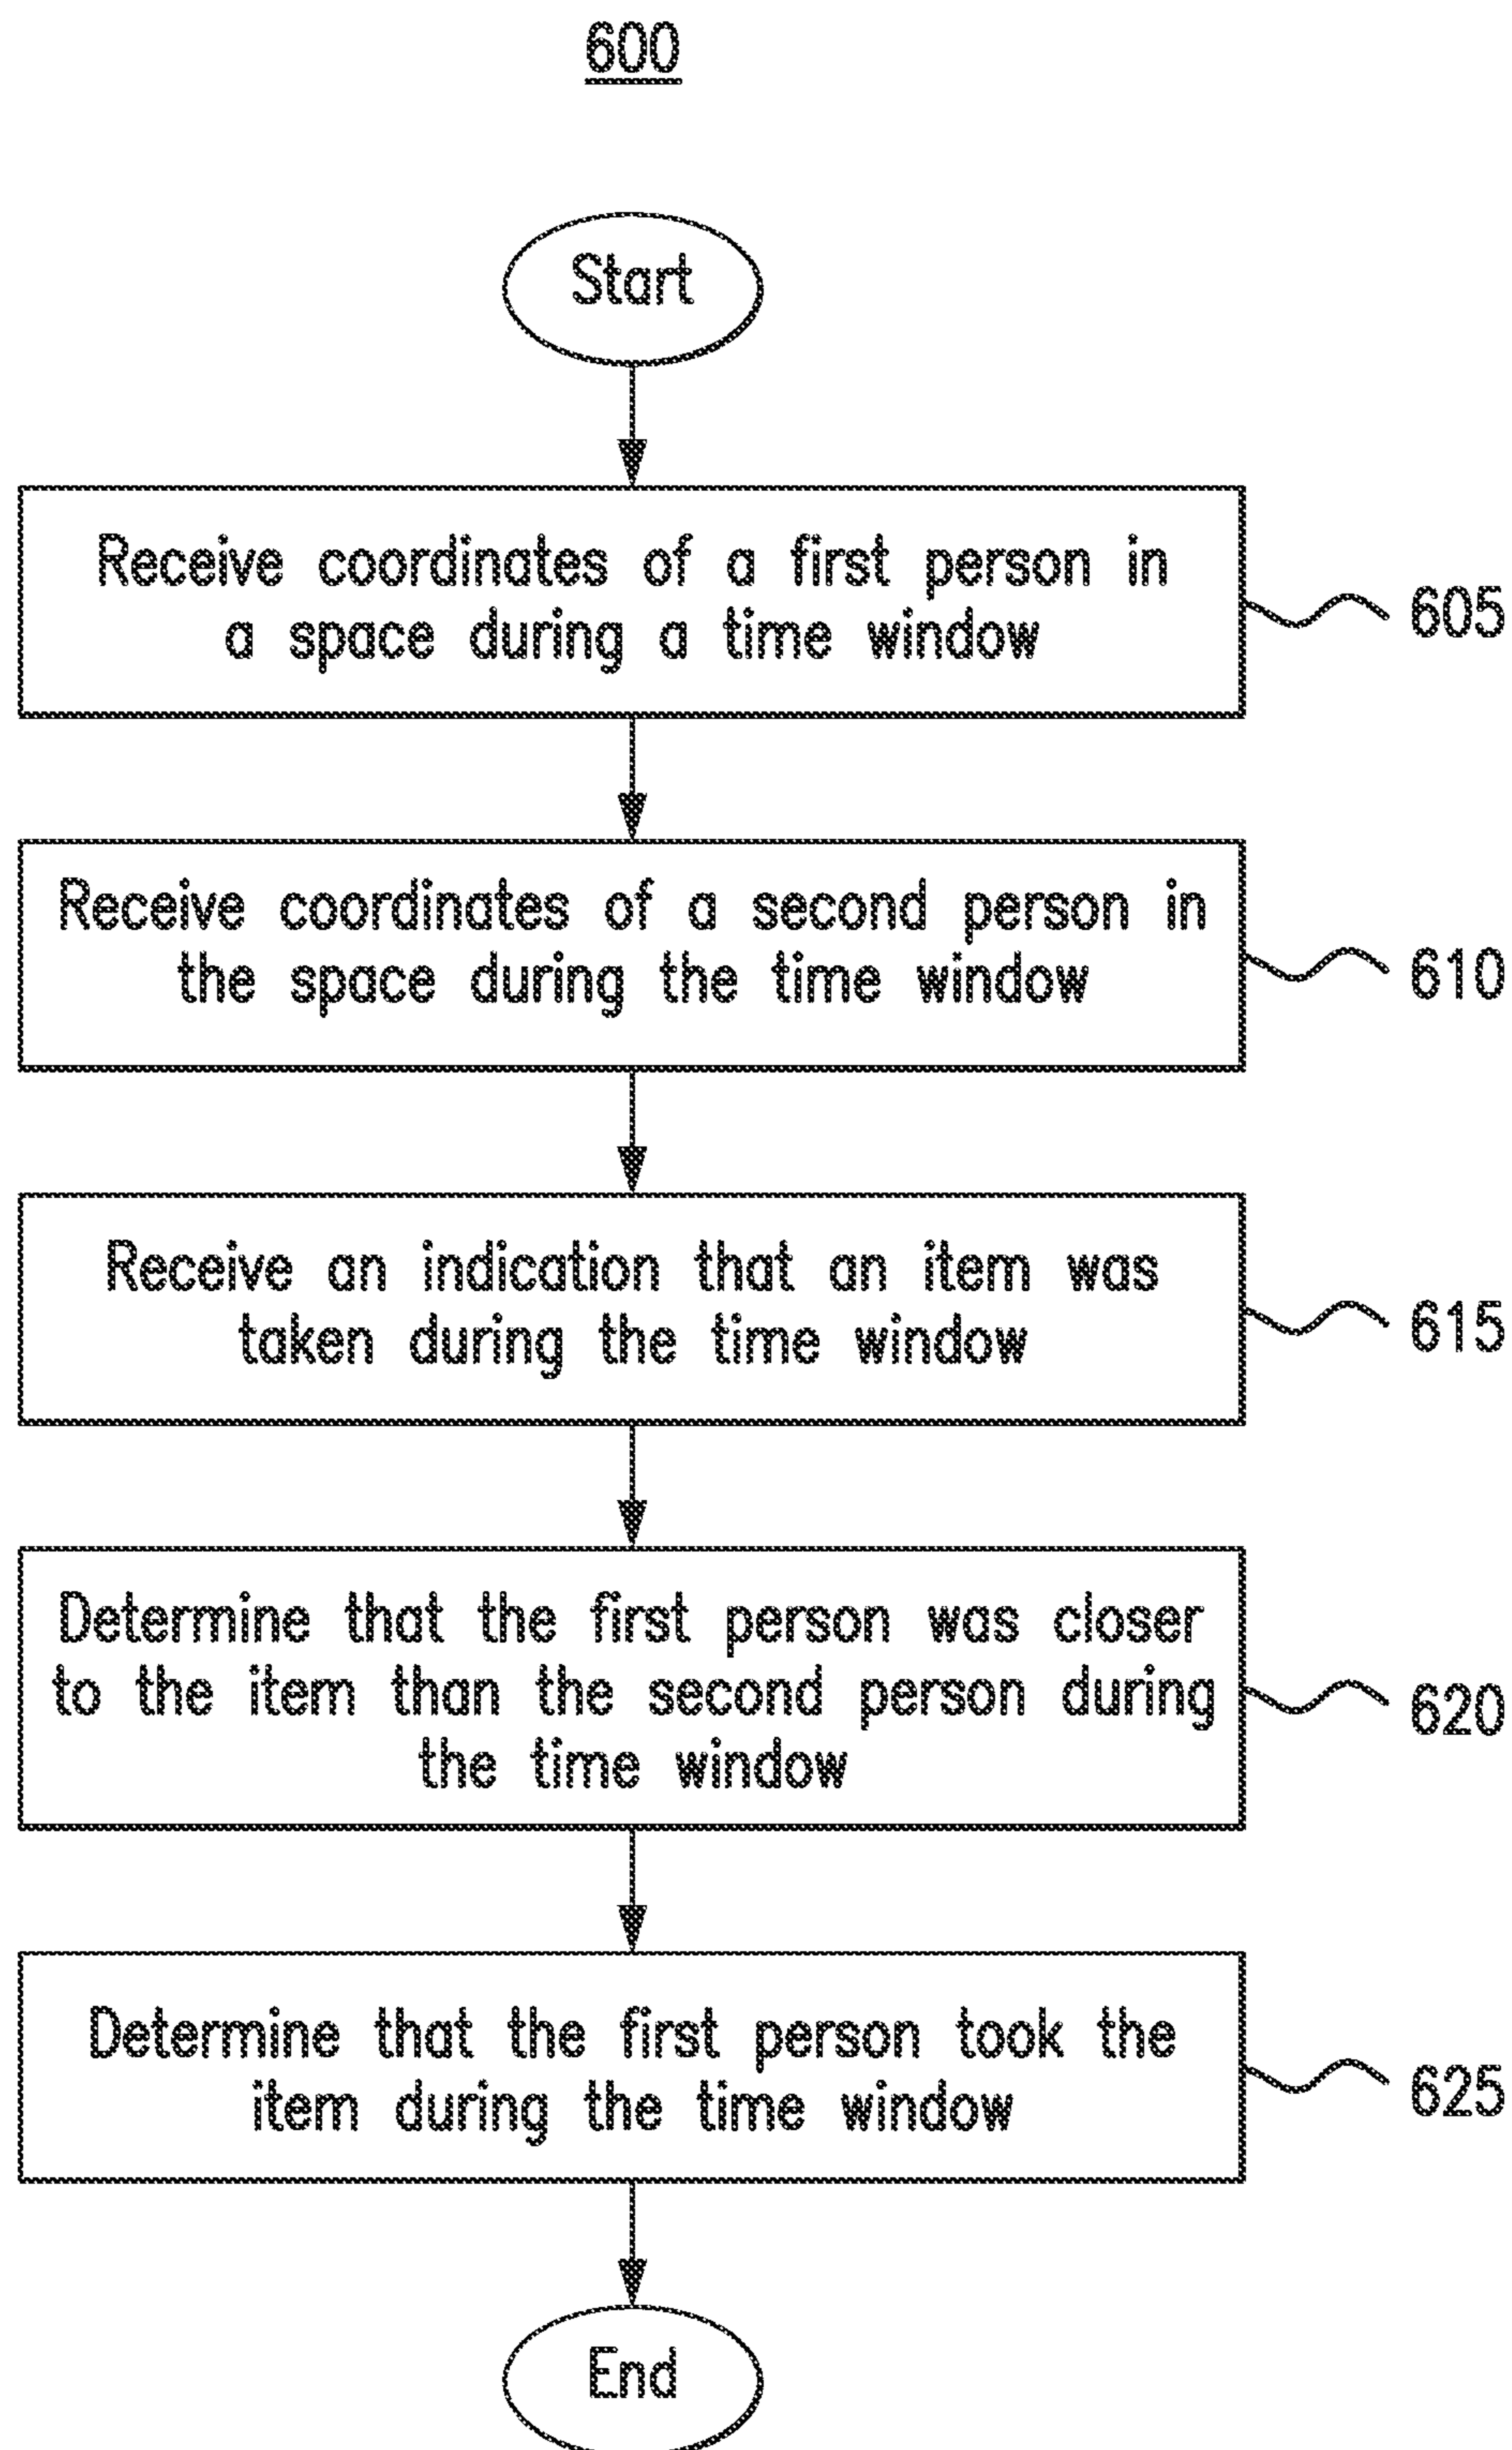 600
Start
Receive coordinates of a first person in
a space during a time window
605
Receive coordinates of a second person in
the space during the time window
610
Receive an indication that an item was
taken during the time window
615
Determine that the first person was closer
to the item than the second person during
the time window
620
Determine that the first person took the
item during the time window
625
End